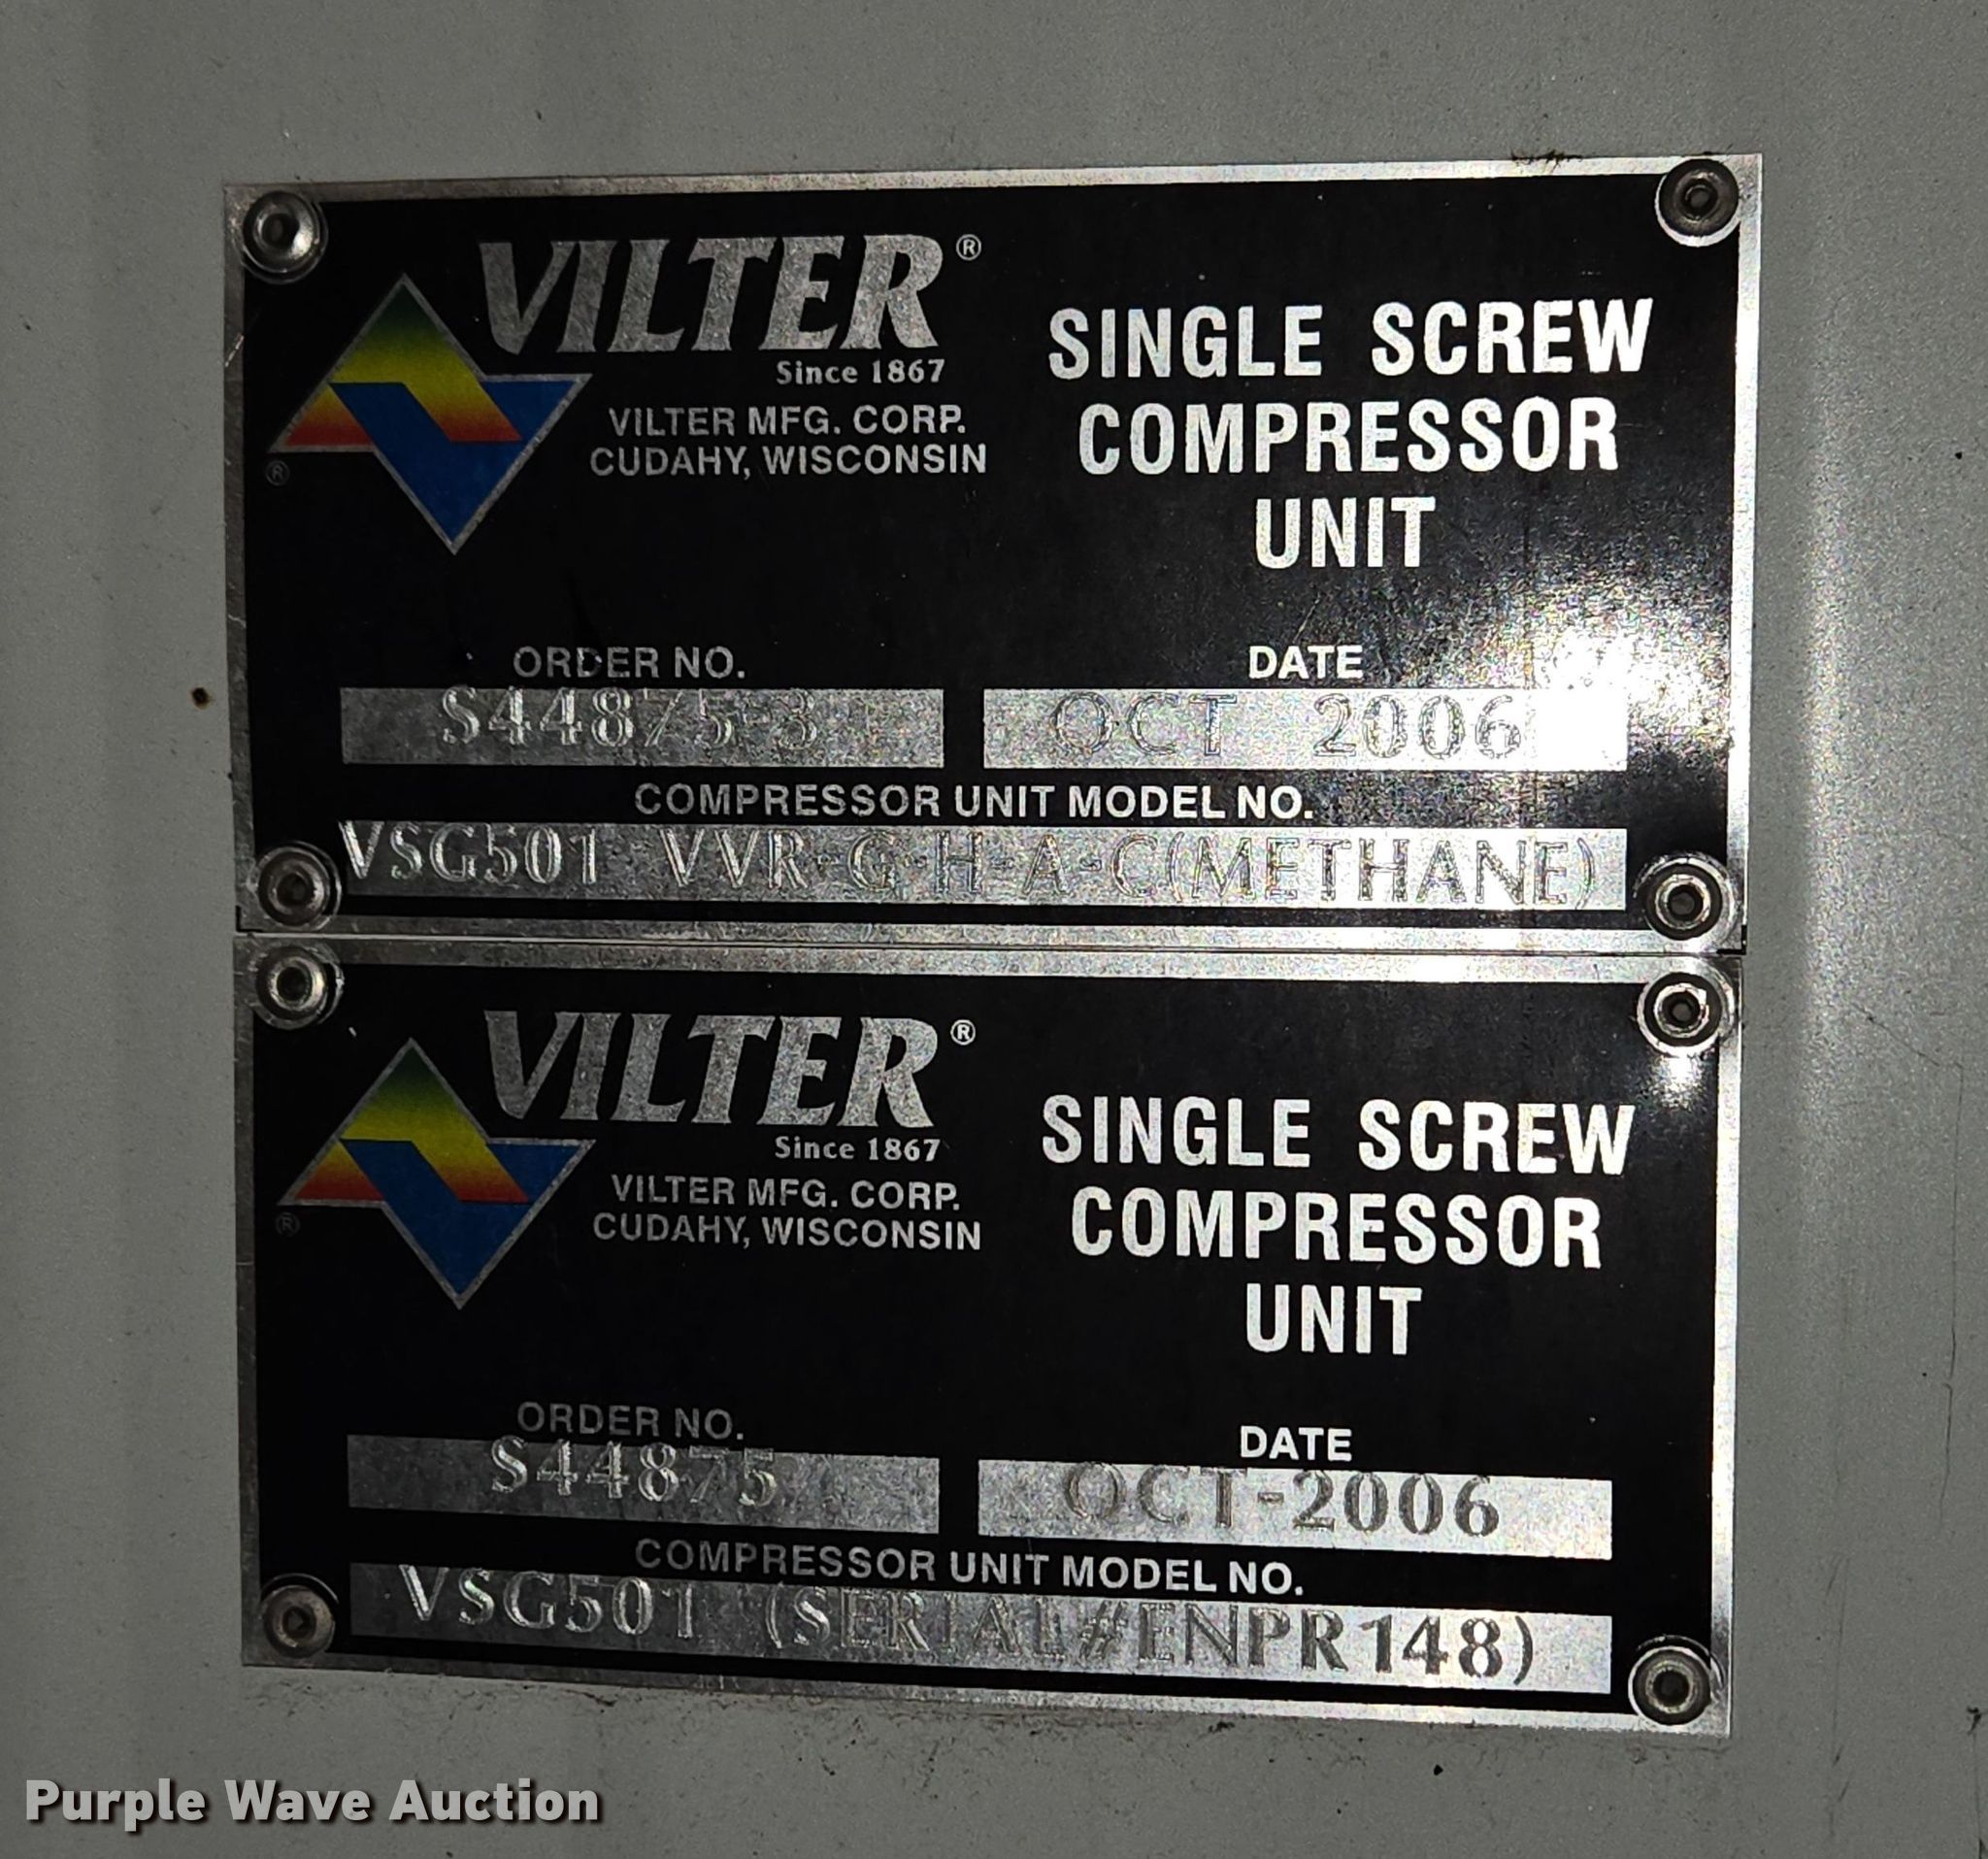 VILTER®
Since 1867
VILTER MFG. CORP.
CUDAHY, WISCONSIN
®
SINGLE SCREW
COMPRESSOR
UNIT
ORDER NO.
S44875-3
DATE
OCT 2006
COMPRESSOR UNIT MODEL NO.
VSG501 VVR-G-H-A-C(METHANE)
VILTER®
Since 1867
VILTER MFG. CORP.
CUDAHY, WISCONSIN
®
SINGLE SCREW
COMPRESSOR
UNIT
ORDER NO.
S44875
DATE
OCT-2006
COMPRESSOR UNIT MODEL NO.
VSG501 (SERIAL#ENPR148)
Purple Wave Auction